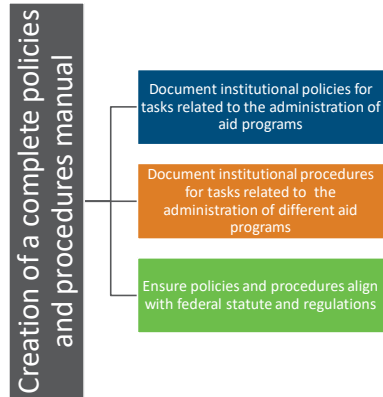 Creation of a complete policies
and procedures manual
Document institutional policies for
tasks related to the administration of
aid programs
Document institutional procedures
for tasks related to the
administration of different aid
programs
Ensure policies and procedures align
with federal statute and regulations